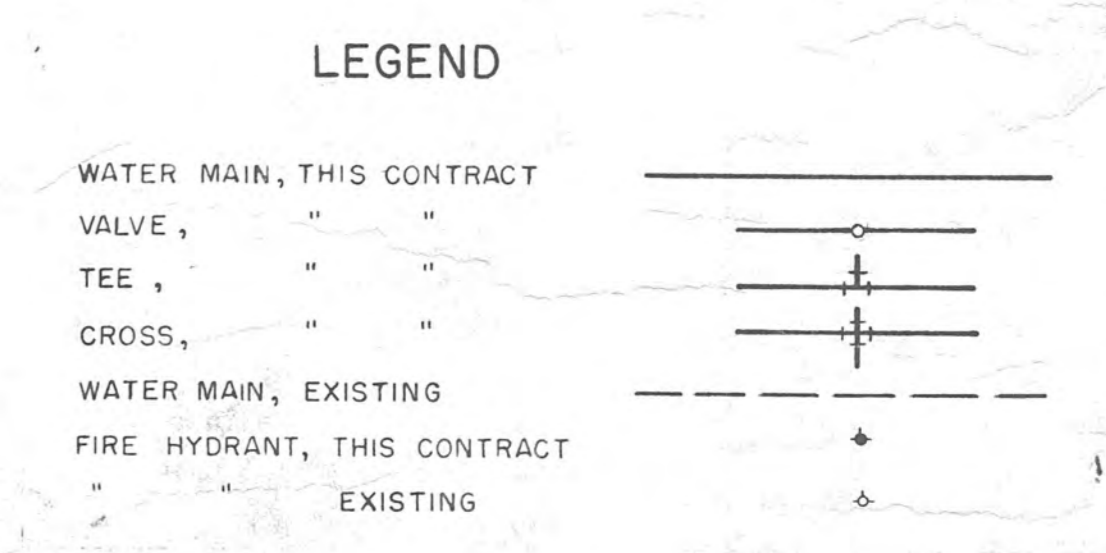 LEGEND
WATER MAIN, THIS CONTRACT
VALVE, " "
TEE , " "
CROSS, " "
WATER MAIN, EXISTING
FIRE HYDRANT, THIS CONTRACT
" " EXISTING